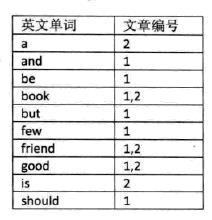 英文单词 文章编号
a 2
and 1
be 1
book 1,2
but 1
few 1
friend 1,2
good 1,2
is 2
should 1